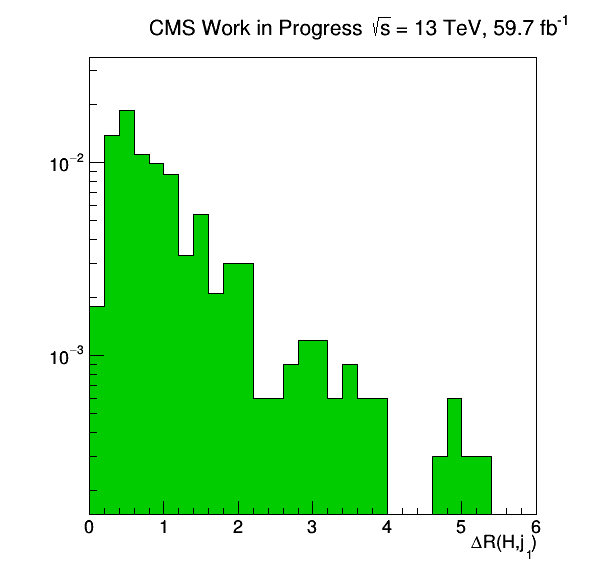 CMS Work in Progress √s = 13 TeV, 59.7 fb⁻¹
10⁻²
10⁻³
0 1 2 3 4 5 6
ΔR(H,j₁)